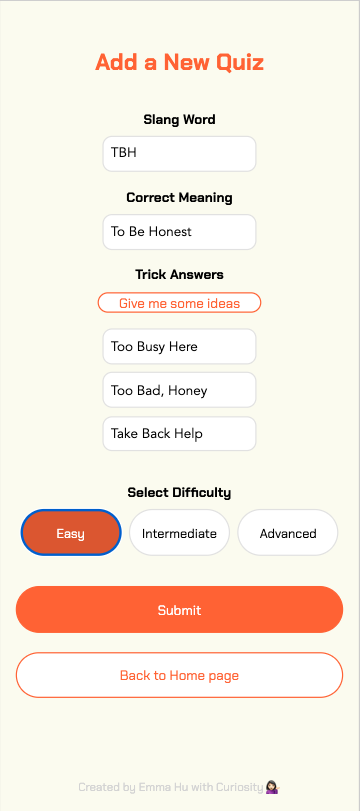 Add a New Quiz
Slang Word
TBH
Correct Meaning
To Be Honest
Trick Answers
Give me some ideas
Too Busy Here
Too Bad, Honey
Take Back Help
Select Difficulty
Easy Intermediate Advanced
Submit
Back to Home page
Created by Emma Hu with Curiosity 💁🏻‍♀️